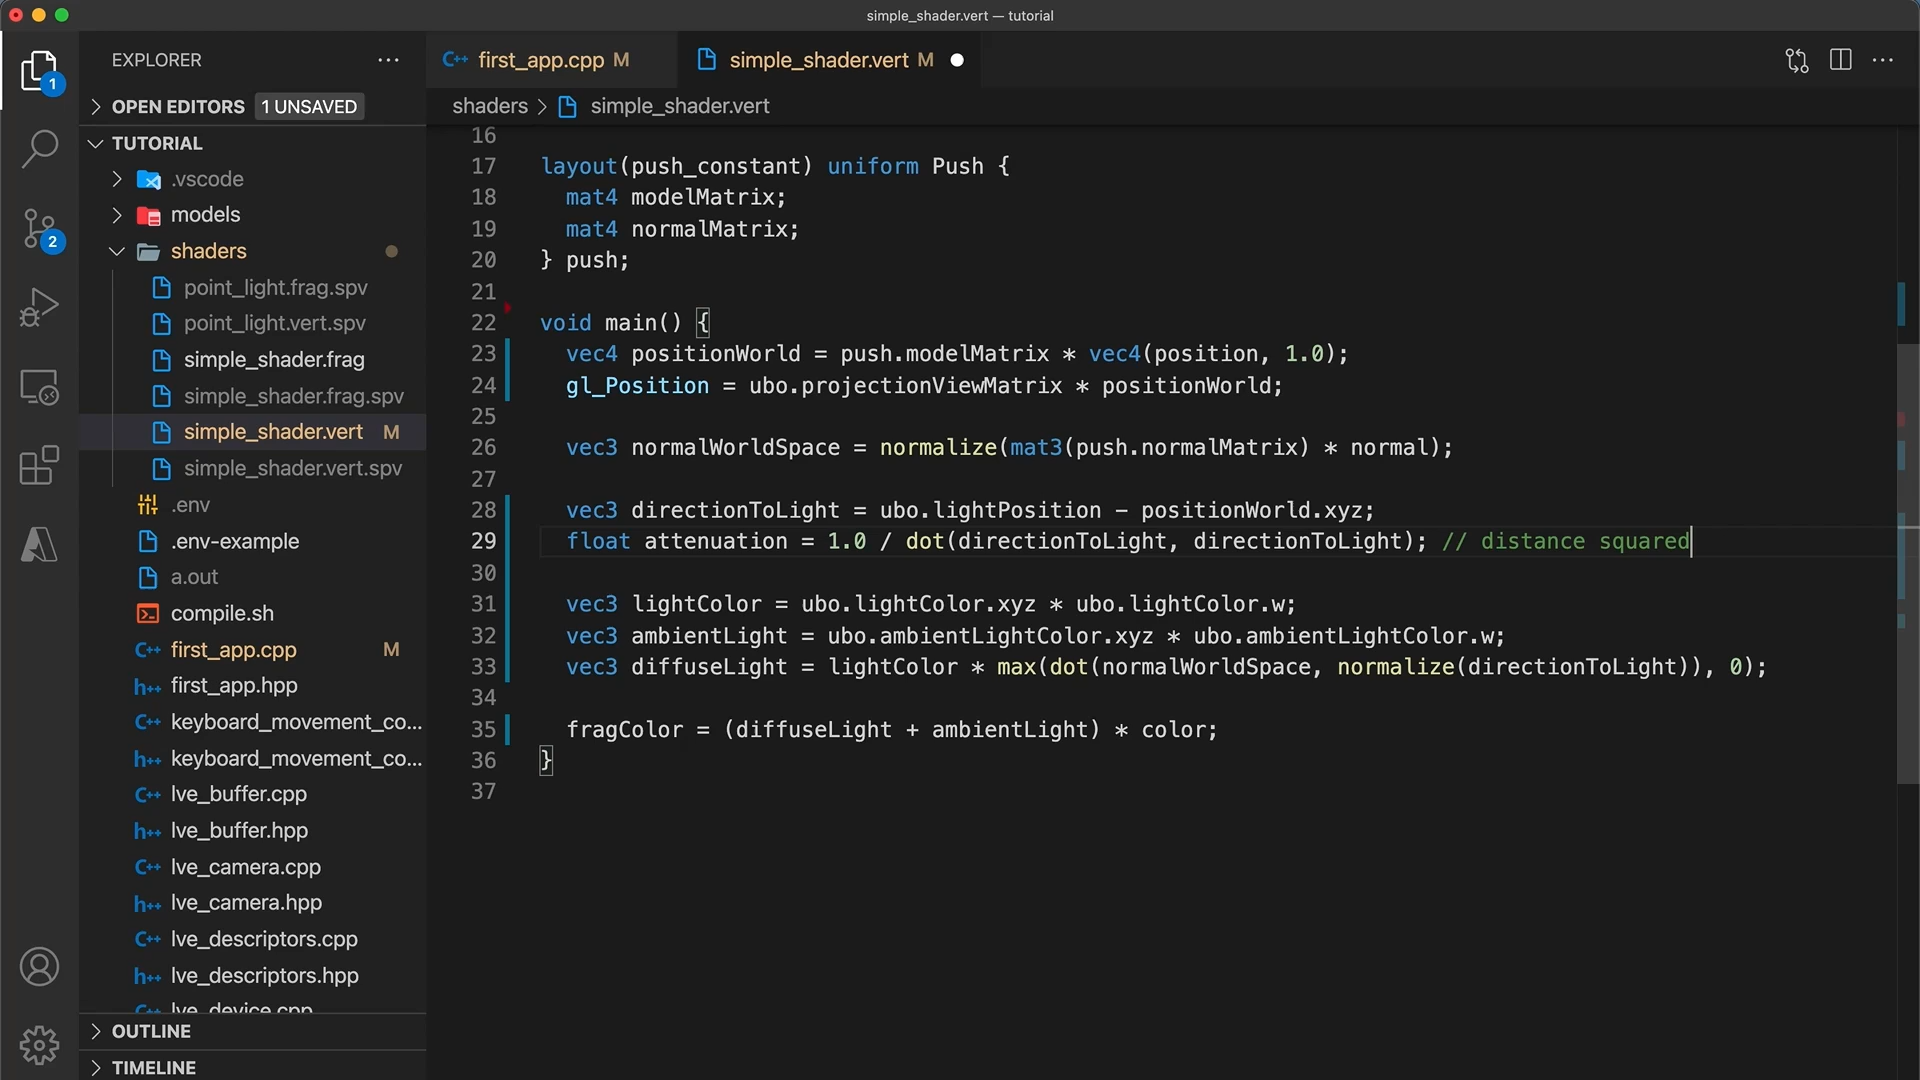 simple_shader.vert — tutorial
EXPLORER
OPEN EDITORS 1 UNSAVED
TUTORIAL
.vscode
models
shaders
point_light.frag.spv
point_light.vert.spv
simple_shader.frag
simple_shader.frag.spv
simple_shader.vert M
simple_shader.vert.spv
.env
.env-example
a.out
compile.sh
first_app.cpp M
first_app.hpp
keyboard_movement_co...
keyboard_movement_co...
lve_buffer.cpp
lve_buffer.hpp
lve_camera.cpp
lve_camera.hpp
lve_descriptors.cpp
lve_descriptors.hpp
lve_device.cpp
OUTLINE
TIMELINE
1
2
first_app.cpp M
simple_shader.vert M
shaders > simple_shader.vert
16
17 layout(push_constant) uniform Push {
18 mat4 modelMatrix;
19 mat4 normalMatrix;
20 } push;
21
22 void main() {
23 vec4 positionWorld = push.modelMatrix * vec4(position, 1.0);
24 gl_Position = ubo.projectionViewMatrix * positionWorld;
25
26 vec3 normalWorldSpace = normalize(mat3(push.normalMatrix) * normal);
27
28 vec3 directionToLight = ubo.lightPosition - positionWorld.xyz;
29 float attenuation = 1.0 / dot(directionToLight, directionToLight); // distance squared
30
31 vec3 lightColor = ubo.lightColor.xyz * ubo.lightColor.w;
32 vec3 ambientLight = ubo.ambientLightColor.xyz * ubo.ambientLightColor.w;
33 vec3 diffuseLight = lightColor * max(dot(normalWorldSpace, normalize(directionToLight)), 0);
34
35 fragColor = (diffuseLight + ambientLight) * color;
36 }
37